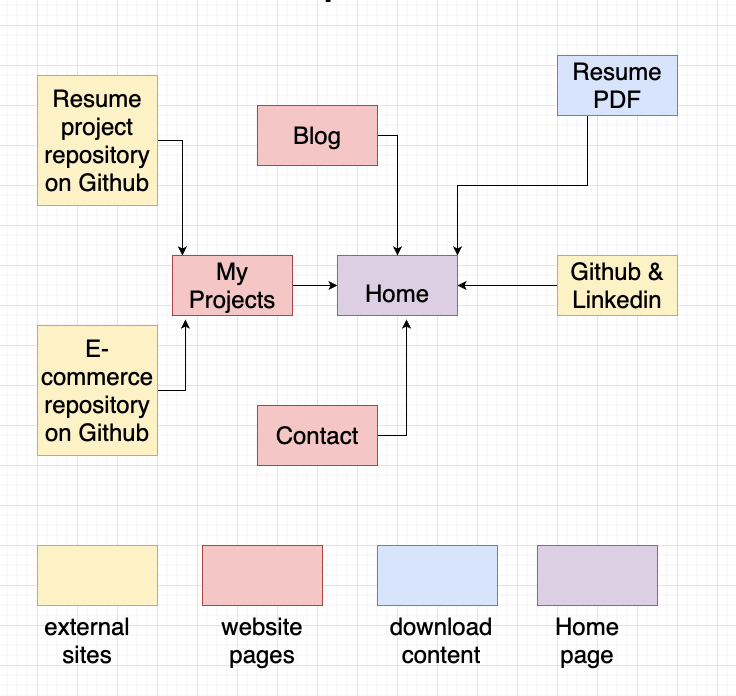 Resume
project
repository
on Github
Blog
Resume
PDF
My
Projects
Home
Github &
Linkedin
E-
commerce
repository
on Github
Contact
external
sites
website
pages
download
content
Home
page